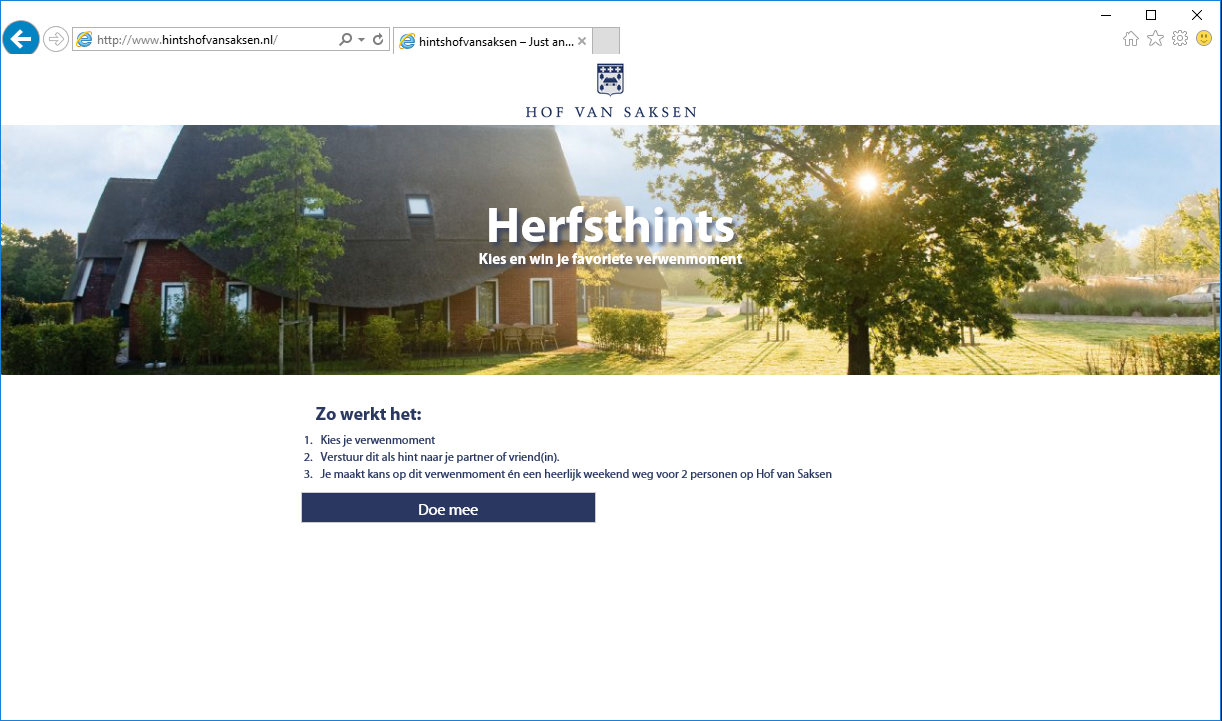 http://www.hintshofvansaksen.nl/
hintshofvansaksen – Just an...
HOF VAN SAKSEN
Herfsthints
Kies en win je favoriete verwenmoment
Zo werkt het:
1. Kies je verwenmoment
2. Verstuur dit als hint naar je partner of vriend(in).
3. Je maakt kans op dit verwenmoment én een heerlijk weekend weg voor 2 personen op Hof van Saksen
Doe mee